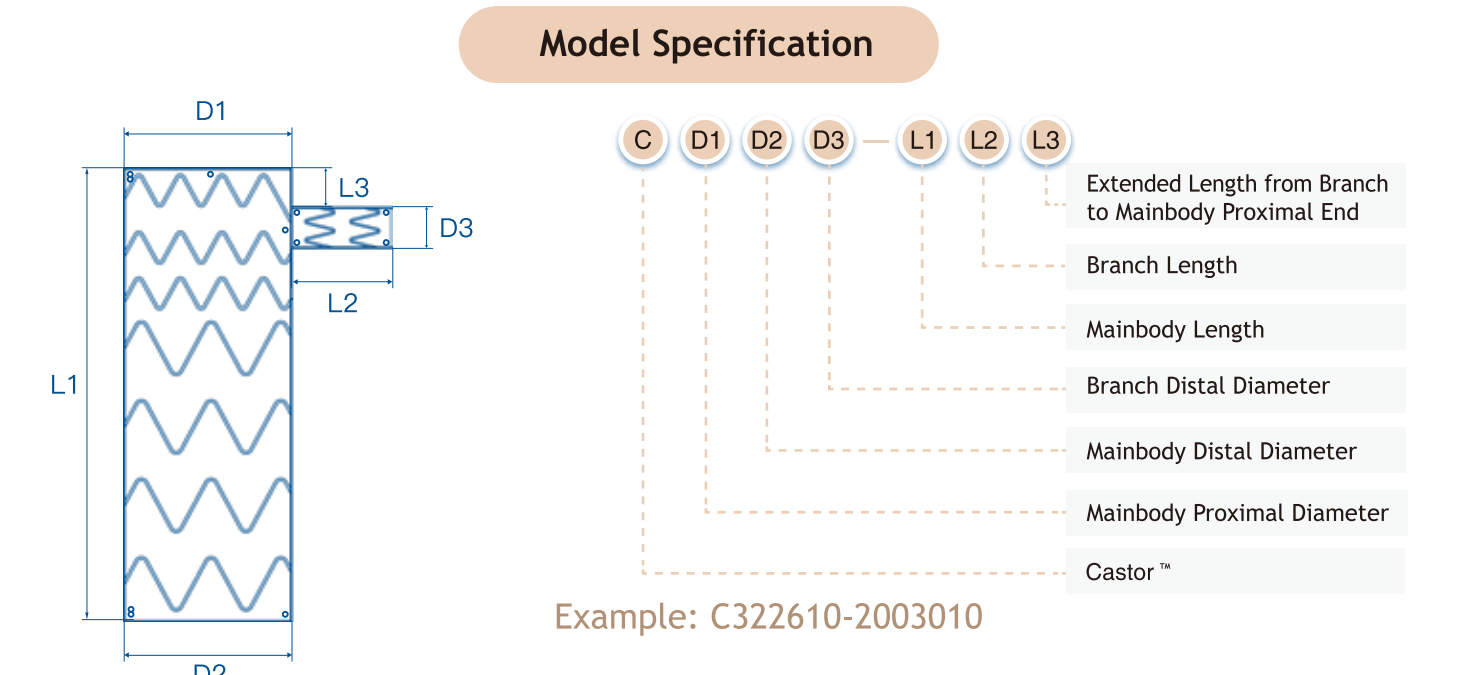 Model Specification
D1
L3
D3
L2
L1
D2
C D1 D2 D3 — L1 L2 L3
Extended Length from Branch
to Mainbody Proximal End
Branch Length
Mainbody Length
Branch Distal Diameter
Mainbody Distal Diameter
Mainbody Proximal Diameter
Castor™
Example: C322610-2003010